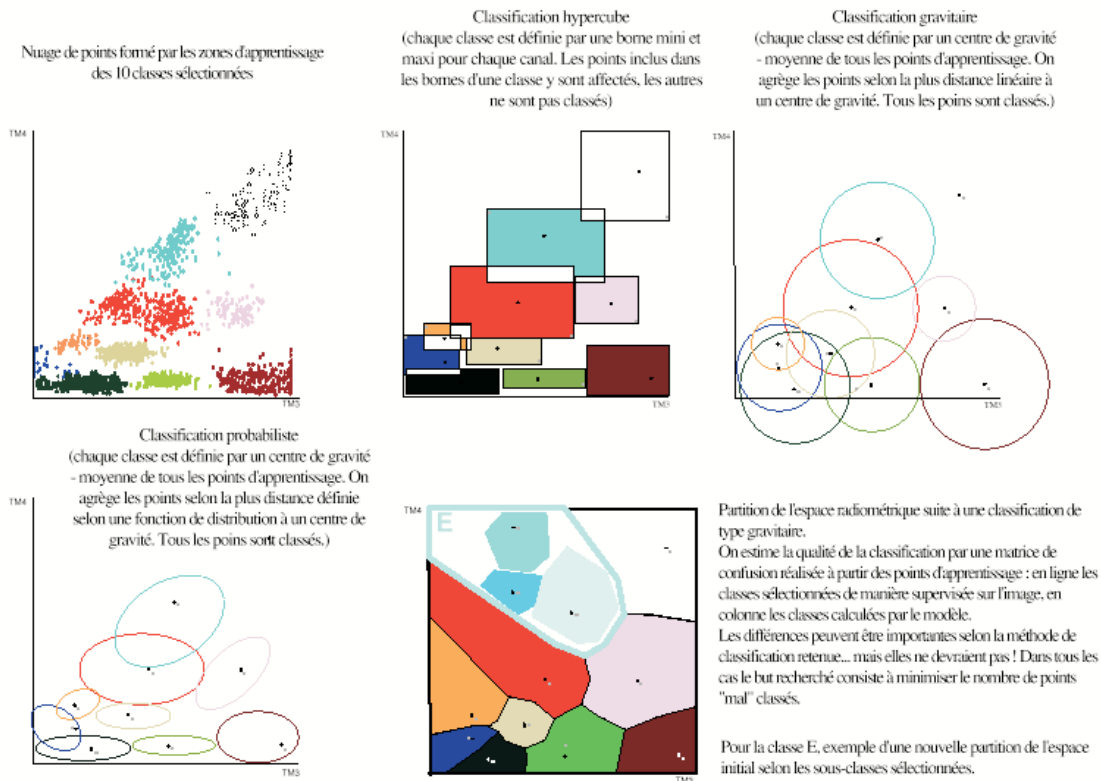 Nuage de points formé par les zones d'apprentissage
des 10 classes sélectionnées
TM4
TM3
Classification hypercube
(chaque classe est définie par une borne mini et
maxi pour chaque canal. Les points inclus dans
les bornes d'une classe y sont affectés, les autres
ne sont pas classés)
TM4
TM3
Classification gravitaire
(chaque classe est définie par un centre de gravité
- moyenne de tous les points d'apprentissage. On
agrège les points selon la plus distance linéaire à
un centre de gravité. Tous les poins sont classés.)
TM4
TM3
Classification probabiliste
(chaque classe est définie par un centre de gravité
- moyenne de tous les points d'apprentissage. On
agrège les points selon la plus distance définie
selon une fonction de distribution à un centre de
gravité. Tous les poins sont classés.)
TM4
TM3
TM4
E
TM3
Partition de l'espace radiométrique suite à une classification de
type gravitaire.
On estime la qualité de la classification par une matrice de
confusion réalisée à partir des points d'apprentissage : en ligne les
classes sélectionnées de manière supervisée sur l'image, en
colonne les classes calculées par le modèle.
Les différences peuvent être importantes selon la méthode de
classification retenue... mais elles ne devraient pas ! Dans tous les
cas le but recherché consiste à minimiser le nombre de points
"mal" classés.
Pour la classe E, exemple d'une nouvelle partition de l'espace
initial selon les sous-classes sélectionnées.